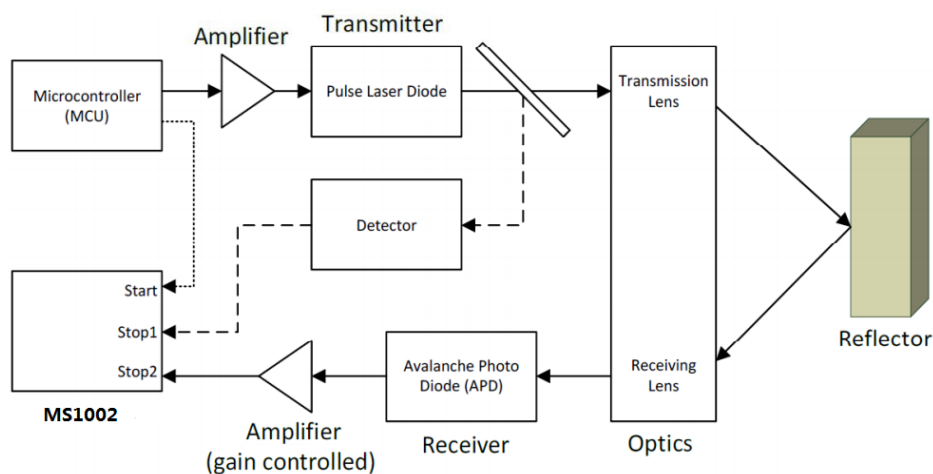 Amplifier
Transmitter
Microcontroller
(MCU)
Pulse Laser Diode
Transmission
Lens
Detector
Start
Stop1
Stop2
MS1002
Amplifier
(gain controlled)
Avalanche Photo
Diode (APD)
Receiver
Receiving
Lens
Optics
Reflector